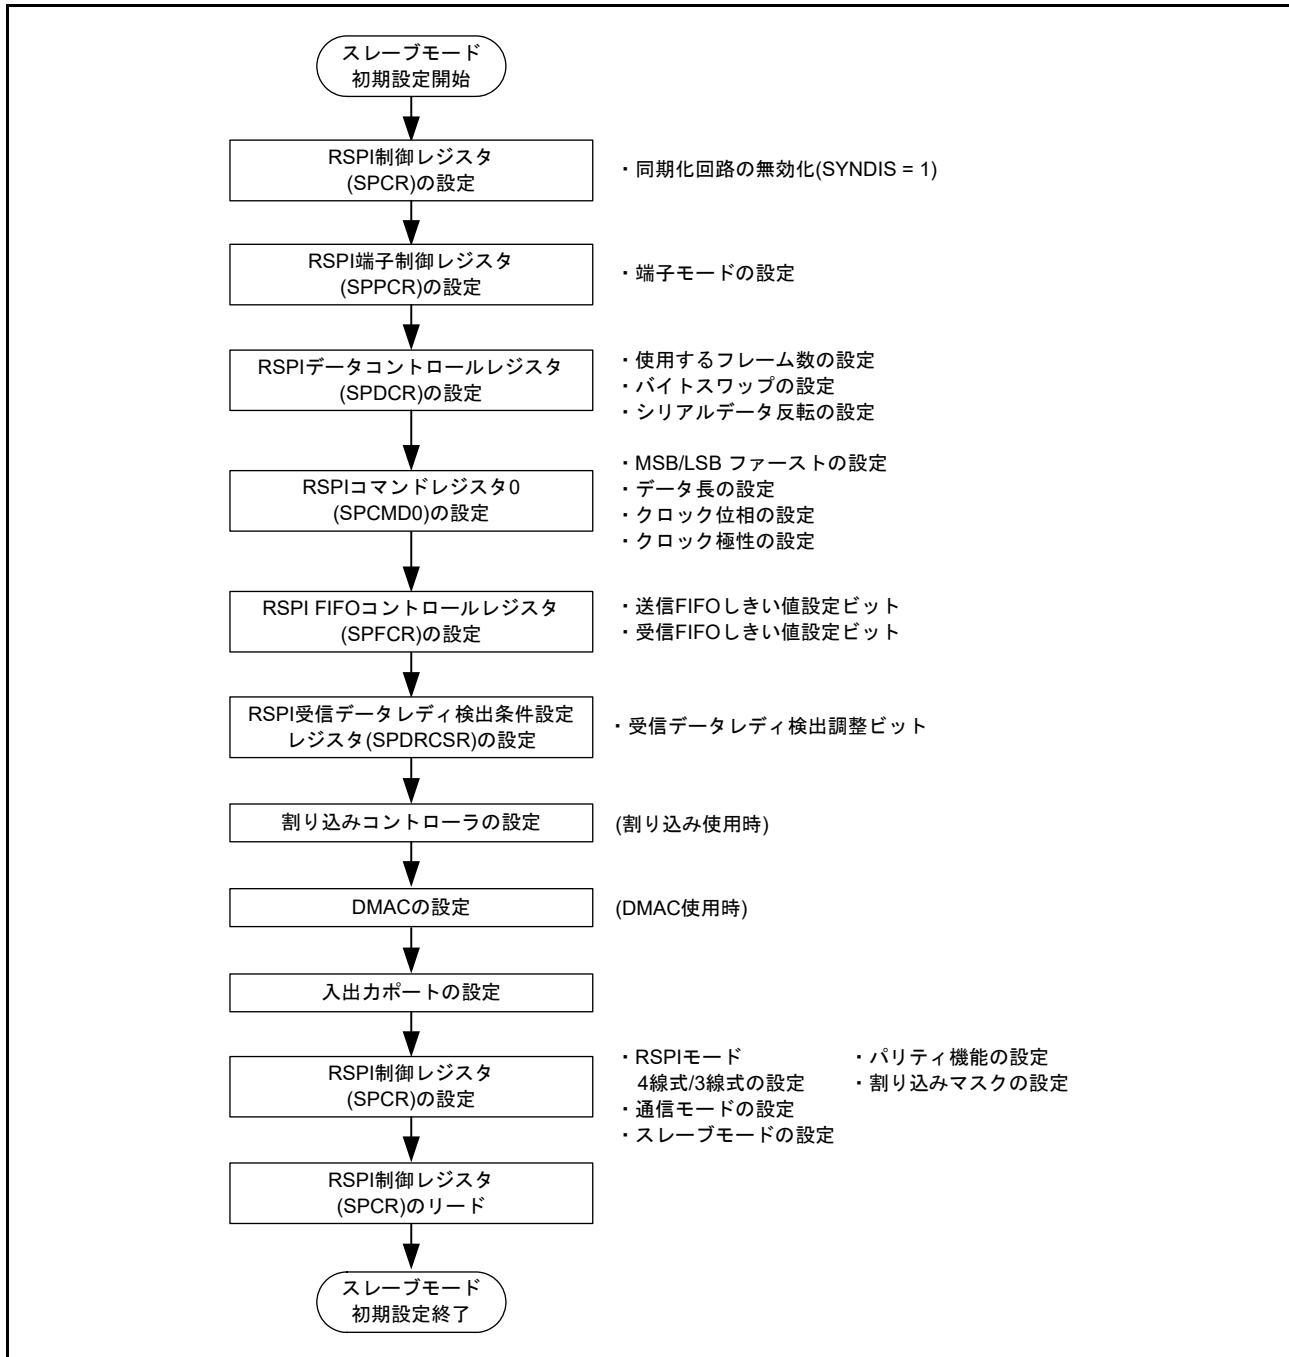 スレーブモード
初期設定開始
RSPI制御レジスタ
(SPCR)の設定
・同期化回路の無効化(SYNDIS = 1)
RSPI端子制御レジスタ
(SPPCR)の設定
・端子モードの設定
RSPIデータコントロールレジスタ
(SPDCR)の設定
・使用するフレーム数の設定
・バイトスワップの設定
・シリアルデータ反転の設定
RSPIコマンドレジスタ0
(SPCMD0)の設定
・MSB/LSB ファーストの設定
・データ長の設定
・クロック位相の設定
・クロック極性の設定
RSPI FIFOコントロールレジスタ
(SPFCR)の設定
・送信FIFOしきい値設定ビット
・受信FIFOしきい値設定ビット
RSPI受信データレディ検出条件設定
レジスタ(SPDRCSR)の設定
・受信データレディ検出調整ビット
割り込みコントローラの設定
(割り込み使用時)
DMACの設定
(DMAC使用時)
入出力ポートの設定
RSPI制御レジスタ
(SPCR)の設定
・RSPIモード
4線式/3線式の設定
・通信モードの設定
・スレーブモードの設定
・パリティ機能の設定
・割り込みマスクの設定
RSPI制御レジスタ
(SPCR)のリード
スレーブモード
初期設定終了